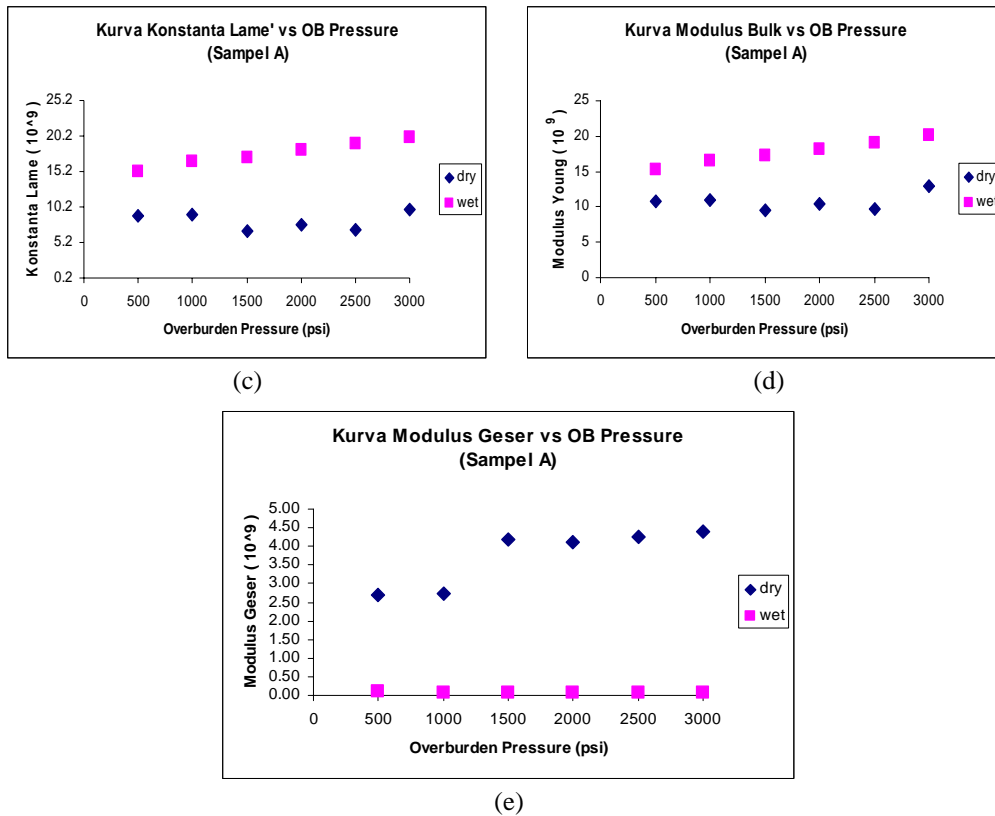 Kurva Konstanta Lame' vs OB Pressure
(Sampel A)
Konstanta Lame ( 10^9)
25.2
20.2
15.2
10.2
5.2
0.2
0 500 1000 1500 2000 2500 3000
Overburden Pressure (psi)
dry
wet
(c)
Kurva Modulus Bulk vs OB Pressure
(Sampel A)
Modulus Young ( 10 9)
25
20
15
10
5
0
0 500 1000 1500 2000 2500 3000
Overburden Pressure (psi)
dry
wet
(d)
Kurva Modulus Geser vs OB Pressure
(Sampel A)
Modulus Geser ( 10^9)
5.00
4.50
4.00
3.50
3.00
2.50
2.00
1.50
1.00
0.50
0.00
0 500 1000 1500 2000 2500 3000
Overburden Pressure (psi)
dry
wet
(e)